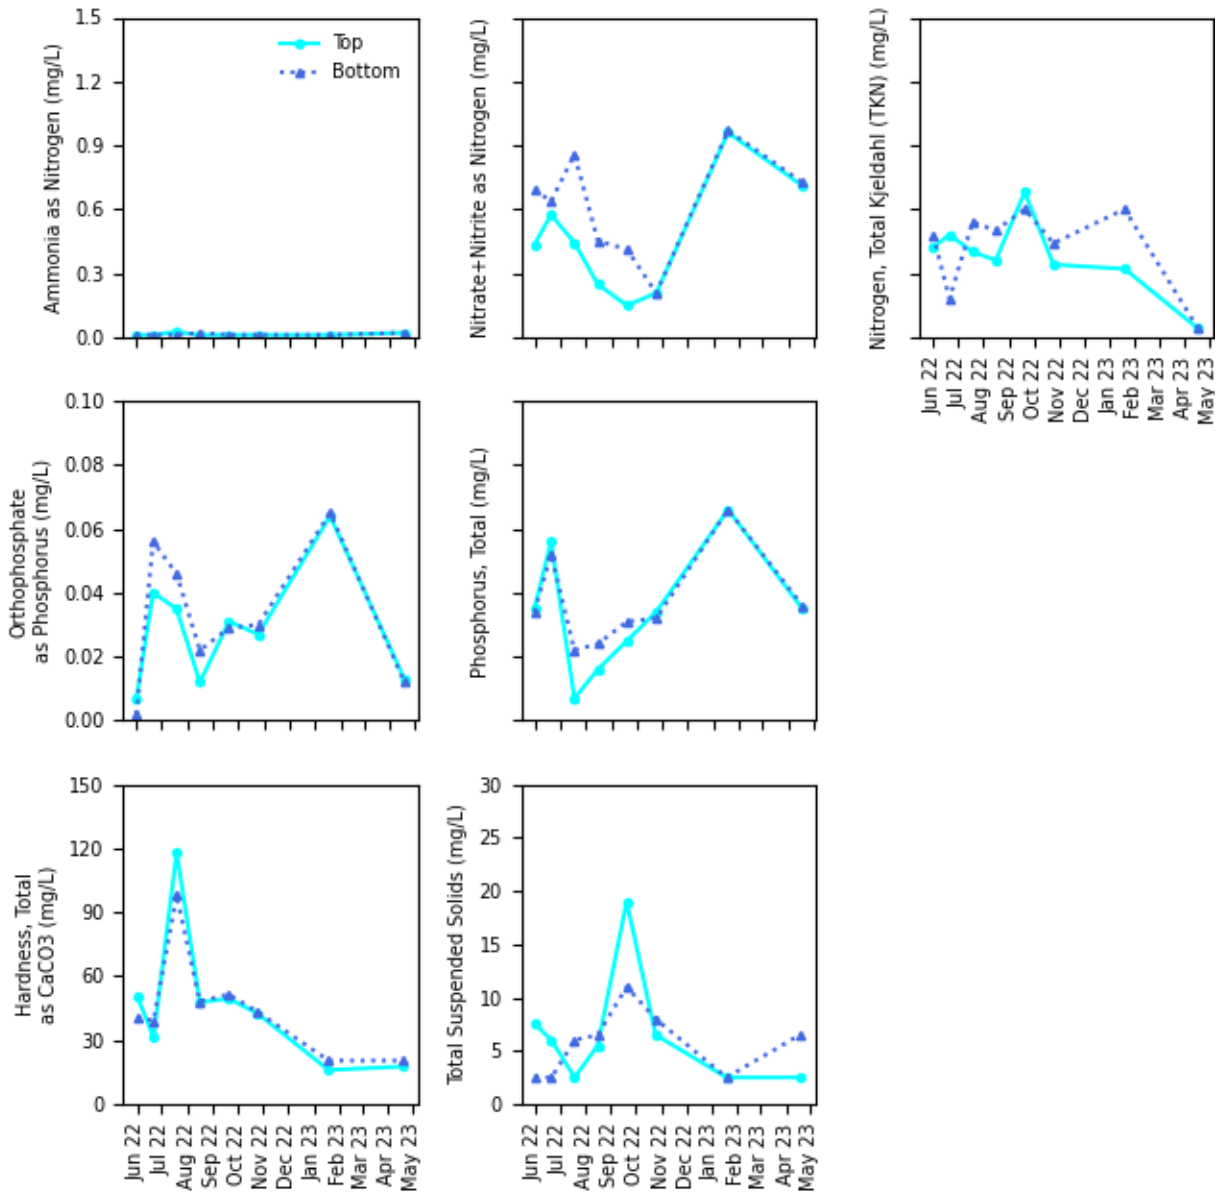 Ammonia as Nitrogen (mg/L)
1.5
1.2
0.9
0.6
0.3
0.0
Top
Bottom
Nitrate+Nitrite as Nitrogen (mg/L)
Nitrogen, Total Kjeldahl (TKN) (mg/L)
Jun 22
Jul 22
Aug 22
Sep 22
Oct 22
Nov 22
Dec 22
Jan 23
Feb 23
Mar 23
Apr 23
May 23
Orthophosphate
as Phosphorus (mg/L)
0.10
0.08
0.06
0.04
0.02
0.00
Phosphorus, Total (mg/L)
Hardness, Total
as CaCO3 (mg/L)
150
120
90
60
30
0
Jun 22
Jul 22
Aug 22
Sep 22
Oct 22
Nov 22
Dec 22
Jan 23
Feb 23
Mar 23
Apr 23
May 23
Total Suspended Solids (mg/L)
30
25
20
15
10
5
0
Jun 22
Jul 22
Aug 22
Sep 22
Oct 22
Nov 22
Dec 22
Jan 23
Feb 23
Mar 23
Apr 23
May 23